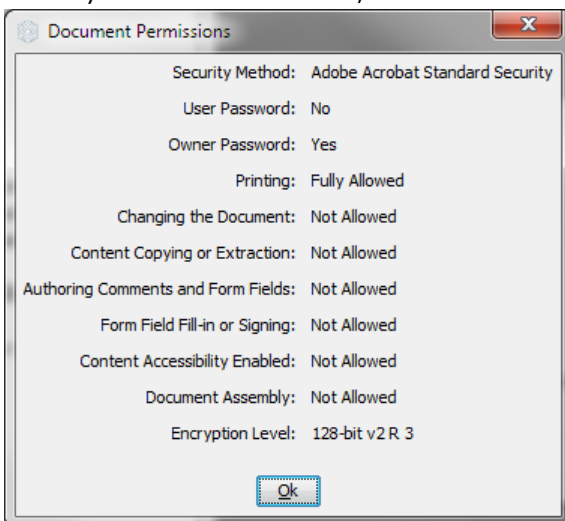 Document Permissions
Security Method: Adobe Acrobat Standard Security
User Password: No
Owner Password: Yes
Printing: Fully Allowed
Changing the Document: Not Allowed
Content Copying or Extraction: Not Allowed
Authoring Comments and Form Fields: Not Allowed
Form Field Fill-in or Signing: Not Allowed
Content Accessibility Enabled: Not Allowed
Document Assembly: Not Allowed
Encryption Level: 128-bit v2 R 3
Ok